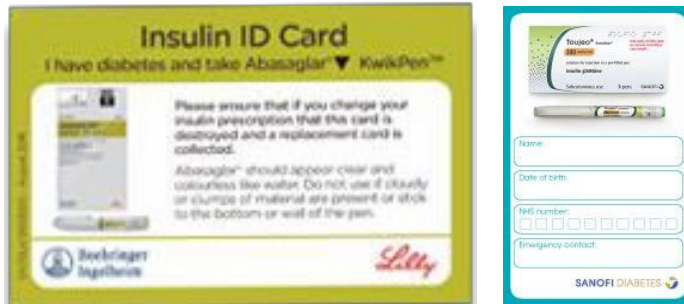 Insulin ID Card
I have diabetes and take Abasaglar®▼ KwikPen™
Please ensure that if you change your
insulin prescription that this card is
destroyed and a replacement card is
collected.
Abasaglar® should appear clear and
colourless like water. Do not use if cloudy
or clumps of material are present or stick
to the bottom or wall of the pen.
Boehringer
Ingelheim
Lilly
Toujeo®
insulin glargine
Subcutaneous use
SANOFI
Name:
Date of birth:
NHS number:
Emergency contact:
SANOFI DIABETES